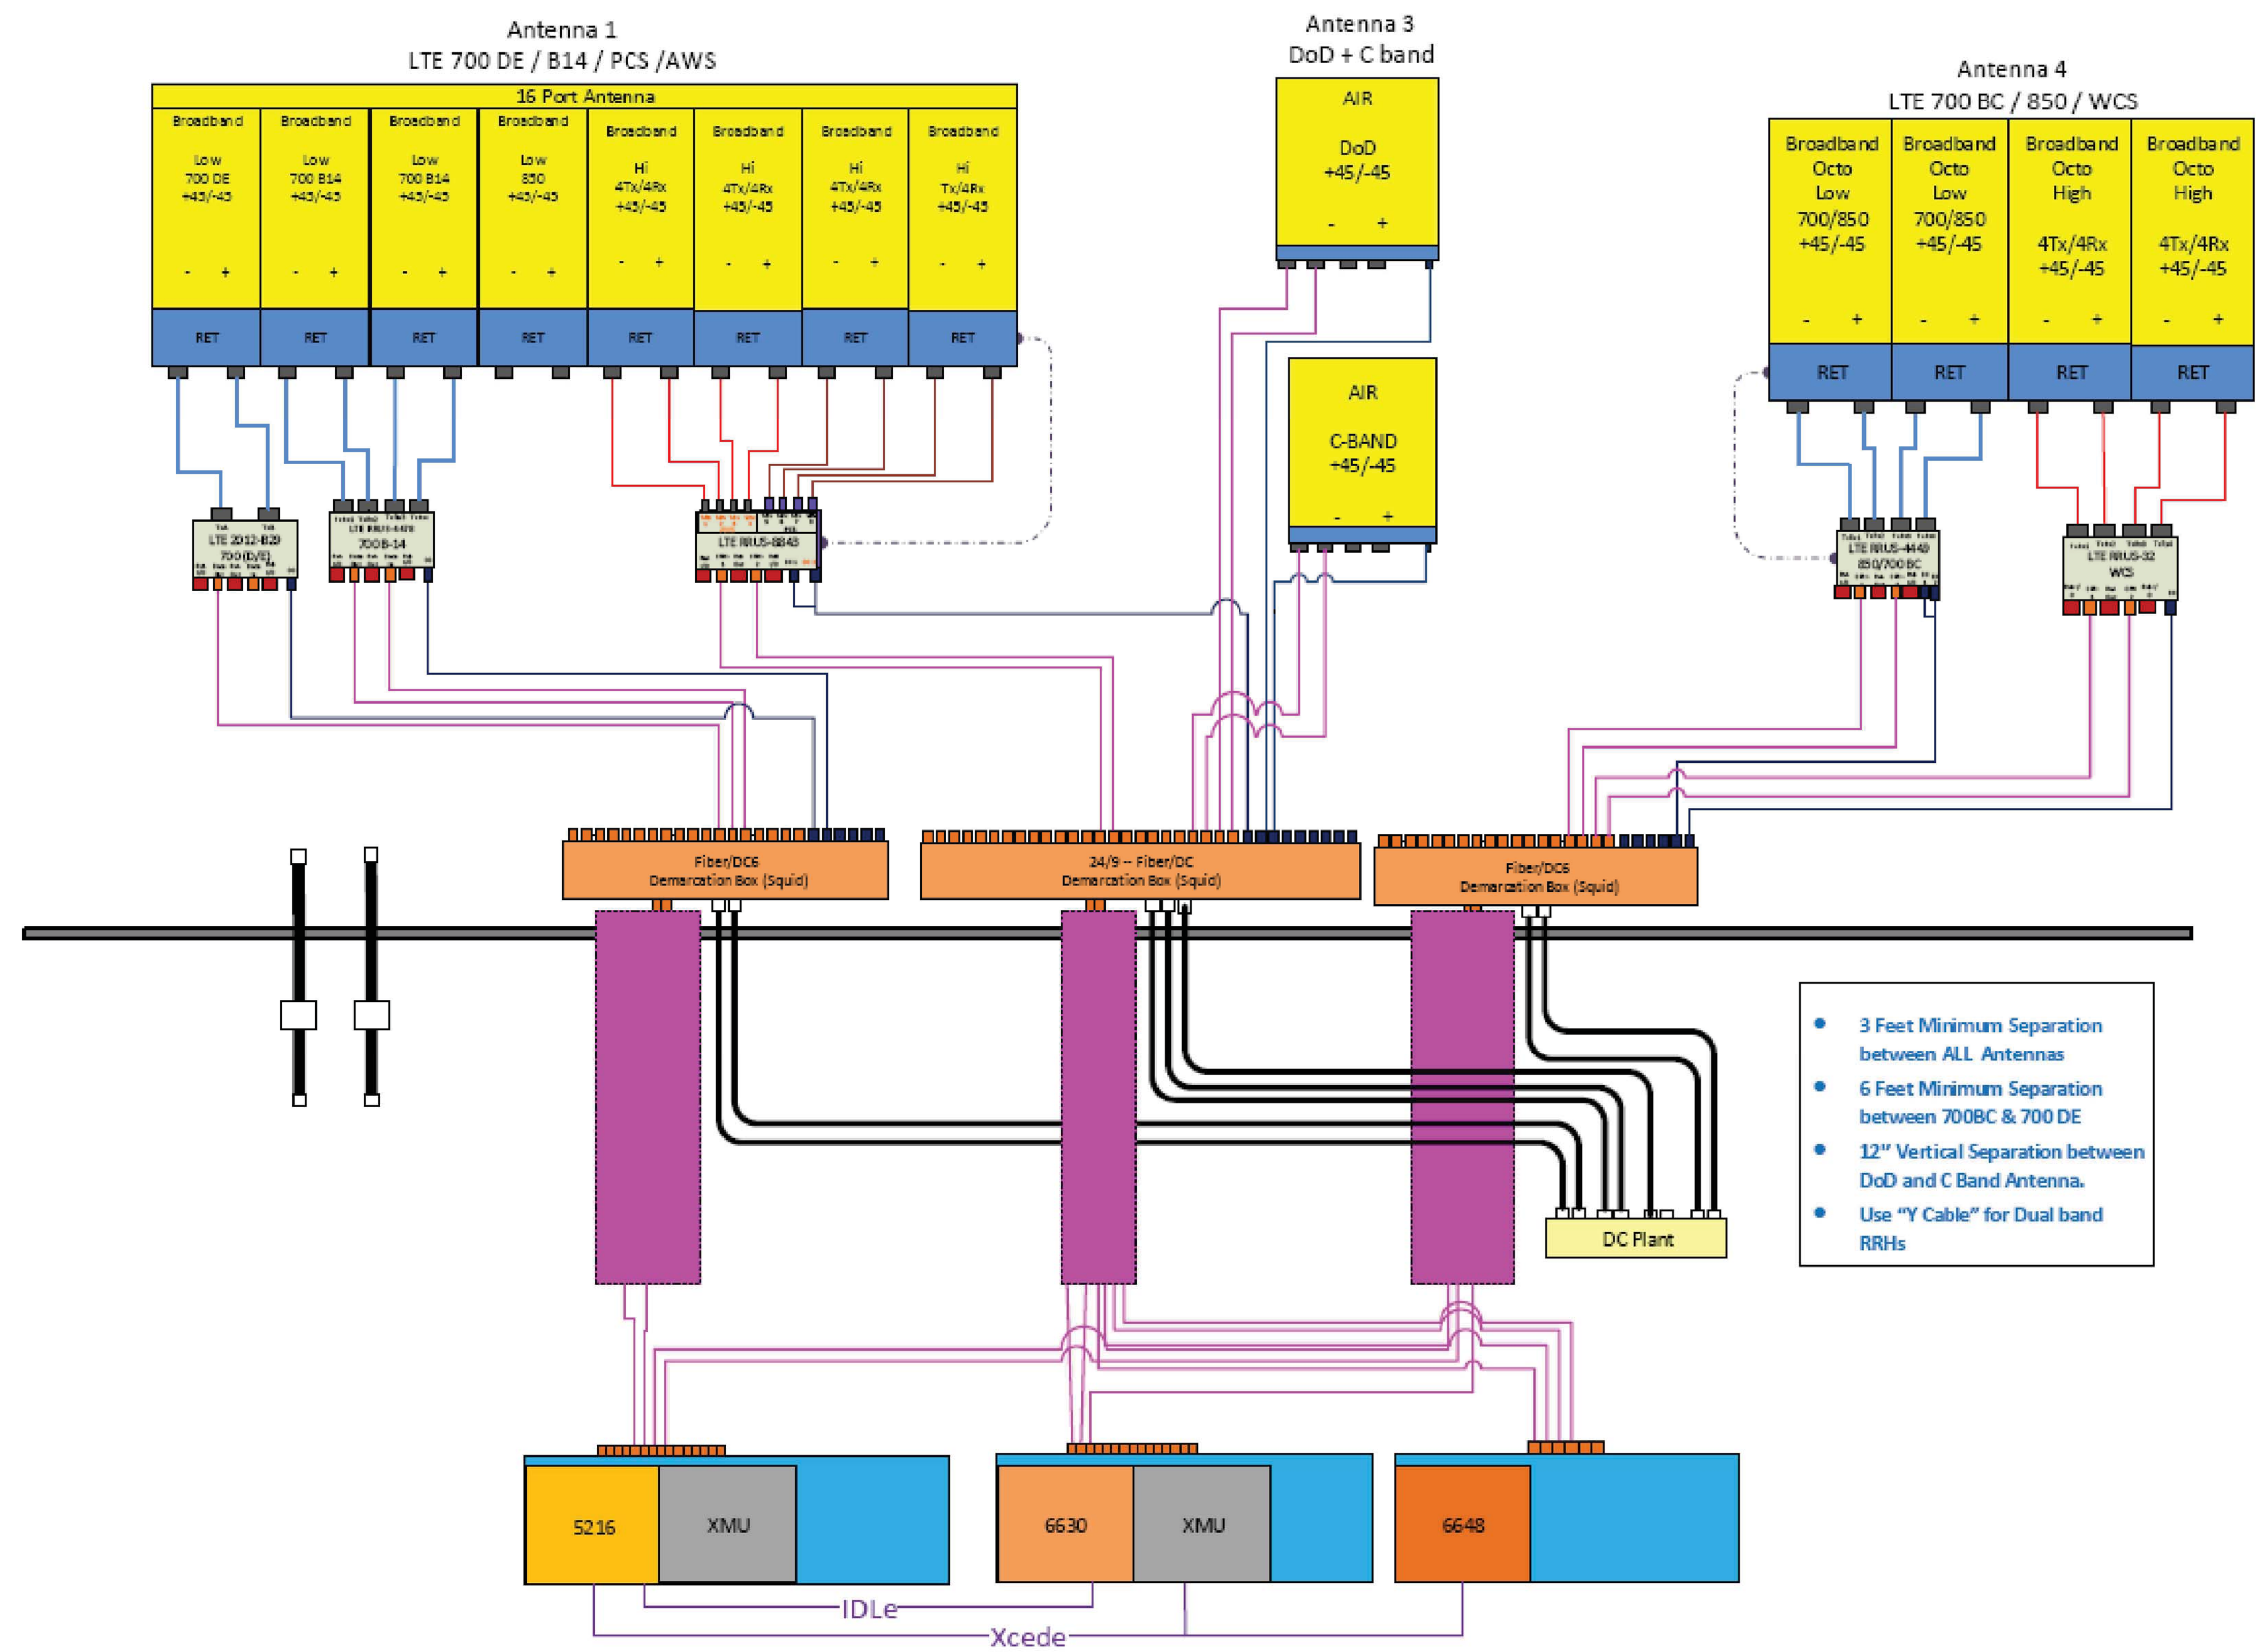 Antenna 1
LTE 700 DE / B14 / PCS /AWS
16 Port Antenna
Broadband
Low
700 DE
+45/-45
- +
RET
Broadband
Low
700 B14
+45/-45
- +
RET
Broadband
Low
700 B14
+45/-45
- +
RET
Broadband
Low
850
+45/-45
- +
RET
Broadband
Hi
4Tx/4Rx
+45/-45
- +
RET
Broadband
Hi
4Tx/4Rx
+45/-45
- +
RET
Broadband
Hi
4Tx/4Rx
+45/-45
- +
RET
Broadband
Hi
Tx/4Rx
+45/-45
- +
RET
Antenna 3
DoD + C band
AIR
DoD
+45/-45
- +
AIR
C-BAND
+45/-45
- +
Antenna 4
LTE 700 BC / 850 / WCS
Broadband
Octo
Low
700/850
+45/-45
- +
RET
Broadband
Octo
Low
700/850
+45/-45
- +
RET
Broadband
Octo
High
4Tx/4Rx
+45/-45
- +
RET
Broadband
Octo
High
4Tx/4Rx
+45/-45
- +
RET
LTE 2012-B29
700 (D/E)
LTE RRUS-4478
700 B-14
LTE RRUS-8843
LTE RRUS-4449
850/700 BC
LTE RRUS-32
WCS
Fiber/DC6
Demarcation Box (Squid)
24/9 -- Fiber/DC
Demarcation Box (Squid)
Fiber/DC6
Demarcation Box (Squid)
• 3 Feet Minimum Separation
between ALL Antennas
• 6 Feet Minimum Separation
between 700BC & 700 DE
• 12" Vertical Separation between
DoD and C Band Antenna.
• Use “Y Cable” for Dual band
RRHs
DC Plant
5216
XMU
6630
XMU
6648
IDLe
Xcede